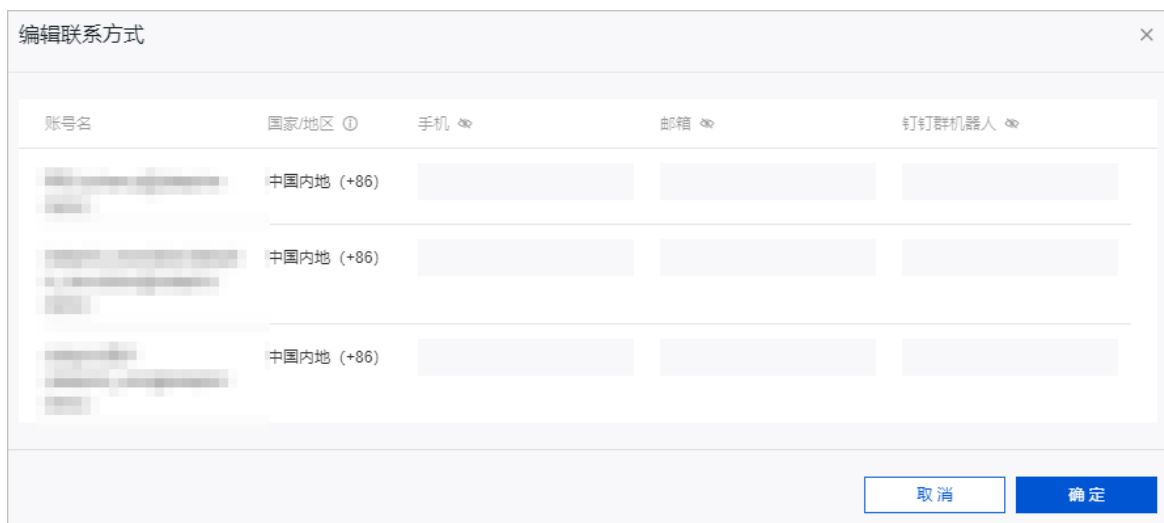 编辑联系方式
账号名 国家/地区 手机 邮箱 钉钉群机器人
中国内地 (+86)
中国内地 (+86)
中国内地 (+86)
取消 确定